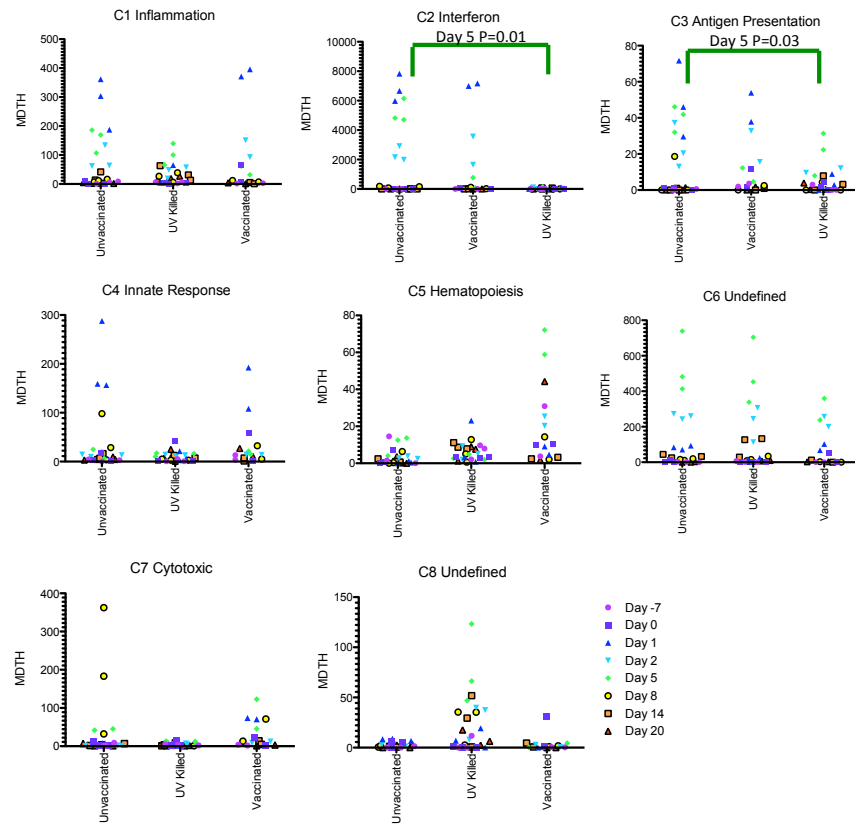 C1 Inflammation
MDTH
500
400
300
200
100
0
Unvaccinated
UV Killed
Vaccinated
C2 Interferon
Day 5 P=0.01
MDTH
10000
8000
6000
4000
2000
0
Unvaccinated
Vaccinated
UV Killed
C3 Antigen Presentation
Day 5 P=0.03
MDTH
80
60
40
20
0
Unvaccinated
Vaccinated
UV Killed
C4 Innate Response
MDTH
300
200
100
0
Unvaccinated
UV Killed
Vaccinated
C5 Hematopoiesis
MDTH
80
60
40
20
0
Unvaccinated
UV Killed
Vaccinated
C6 Undefined
MDTH
800
600
400
200
0
Unvaccinated
UV Killed
Vaccinated
C7 Cytotoxic
MDTH
400
300
200
100
0
Unvaccinated
UV Killed
Vaccinated
C8 Undefined
MDTH
150
100
50
0
Unvaccinated
UV Killed
Vaccinated
Day -7
Day 0
Day 1
Day 2
Day 5
Day 8
Day 14
Day 20